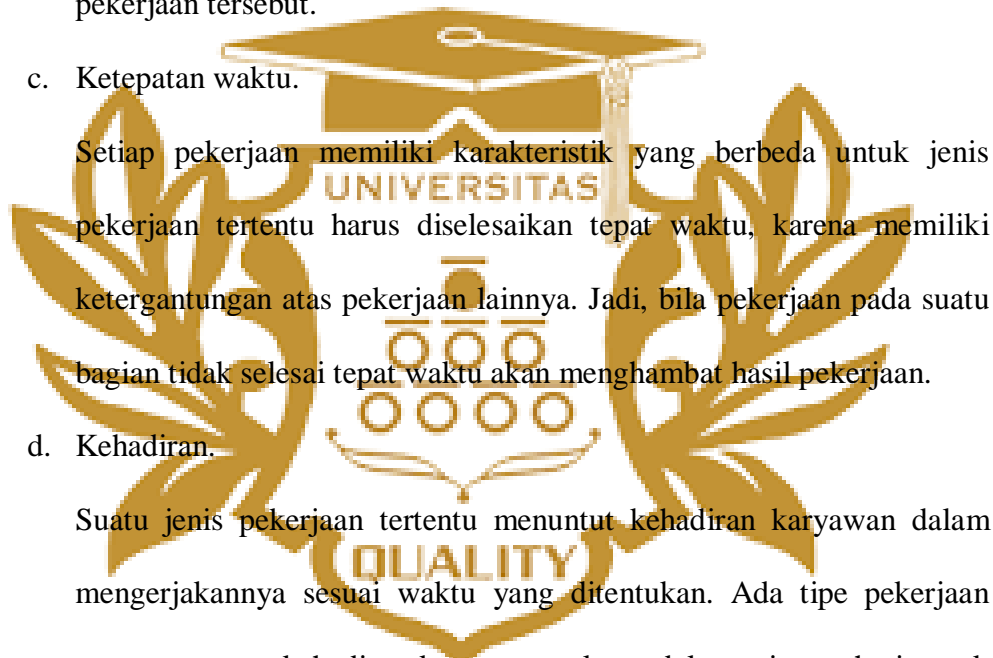 pekerjaan tersebut.
c. Ketepatan waktu.
Setiap pekerjaan memiliki karakteristik yang berbeda untuk jenis
UNIVERSITAS
pekerjaan tertentu harus diselesaikan tepat waktu, karena memiliki
ketergantungan atas pekerjaan lainnya. Jadi, bila pekerjaan pada suatu
bagian tidak selesai tepat waktu akan menghambat hasil pekerjaan.
d. Kehadiran.
Suatu jenis pekerjaan tertentu menuntut kehadiran karyawan dalam
QUALITY
mengerjakannya sesuai waktu yang ditentukan. Ada tipe pekerjaan